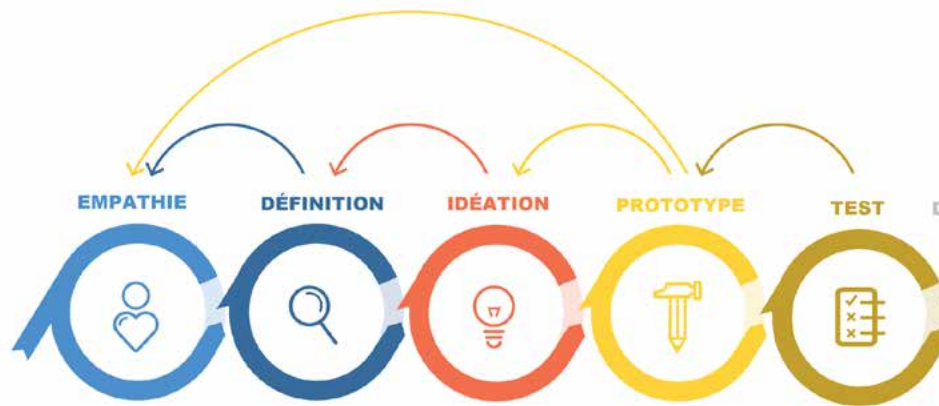 EMPATHIE
DÉFINITION
IDÉATION
PROTOTYPE
TEST